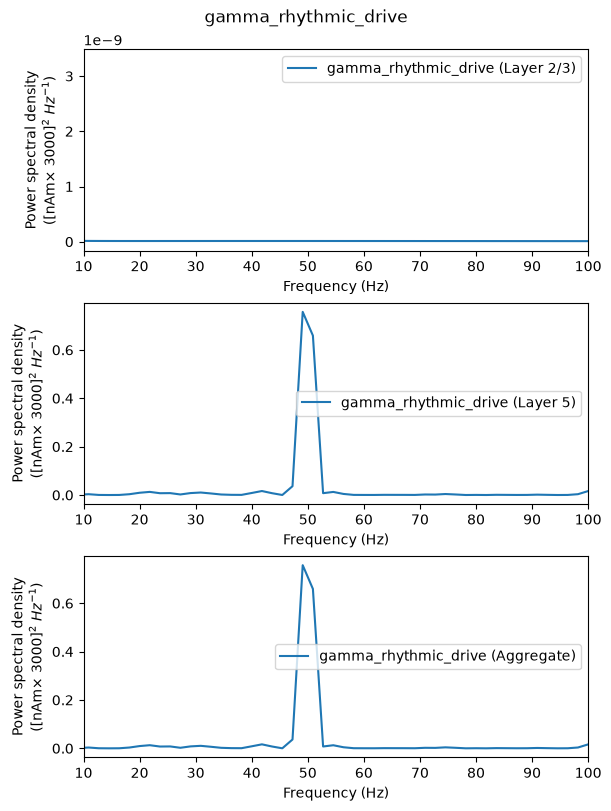 gamma_rhythmic_drive
1e−9
gamma_rhythmic_drive (Layer 2/3)
Power spectral density
([nAm× 3000]² Hz⁻¹)
3
2
1
0
10 20 30 40 50 60 70 80 90 100
Frequency (Hz)
gamma_rhythmic_drive (Layer 5)
Power spectral density
([nAm× 3000]² Hz⁻¹)
0.6
0.4
0.2
0.0
10 20 30 40 50 60 70 80 90 100
Frequency (Hz)
gamma_rhythmic_drive (Aggregate)
Power spectral density
([nAm× 3000]² Hz⁻¹)
0.6
0.4
0.2
0.0
10 20 30 40 50 60 70 80 90 100
Frequency (Hz)